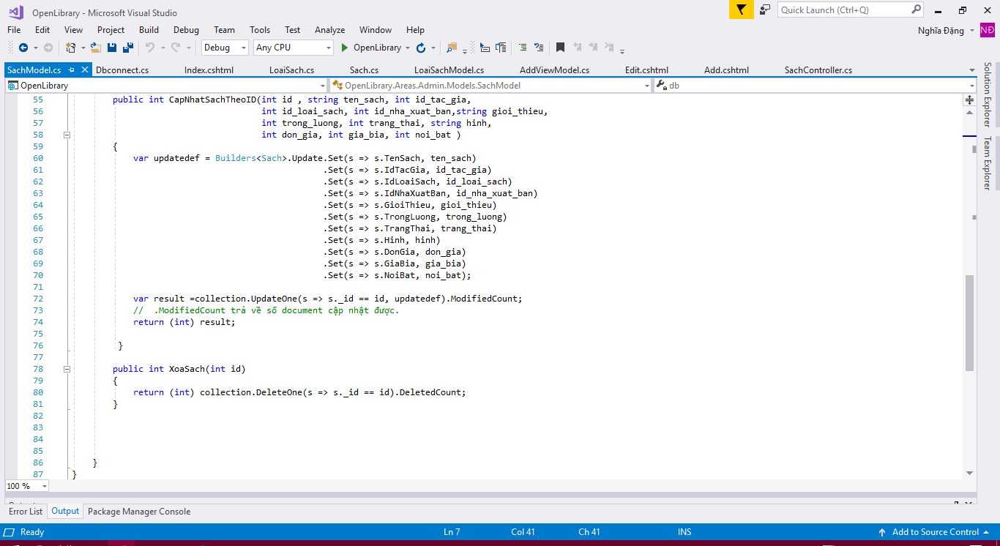 OpenLibrary - Microsoft Visual Studio
Quick Launch (Ctrl+Q)
File Edit View Project Build Debug Team Tools Test Analyze Window Help
Nghĩa Đặng NĐ
Debug Any CPU OpenLibrary
SachModel.cs Dbconnect.cs Index.cshtml LoaiSach.cs Sach.cs LoaiSachModel.cs AddViewModel.cs Edit.cshtml Add.cshtml SachController.cs
OpenLibrary OpenLibrary.Areas.Admin.Models.SachModel db
55 public int CapNhatSachTheoID(int id , string ten_sach, int id_tac_gia,
56 int id_loai_sach, int id_nha_xuat_ban,string gioi_thieu,
57 int trong_luong, int trang_thai, string hinh,
58 int don_gia, int gia_bia, int noi_bat )
59 {
60 var updatedef = Builders<Sach>.Update.Set(s => s.TenSach, ten_sach)
61 .Set(s => s.IdTacGia, id_tac_gia)
62 .Set(s => s.IdLoaiSach, id_loai_sach)
63 .Set(s => s.IdNhaXuatBan, id_nha_xuat_ban)
64 .Set(s => s.GioiThieu, gioi_thieu)
65 .Set(s => s.TrongLuong, trong_luong)
66 .Set(s => s.TrangThai, trang_thai)
67 .Set(s => s.Hinh, hinh)
68 .Set(s => s.DonGia, don_gia)
69 .Set(s => s.GiaBia, gia_bia)
70 .Set(s => s.NoiBat, noi_bat);
71
72 var result =collection.UpdateOne(s => s._id == id, updatedef).ModifiedCount;
73 // .ModifiedCount trả về số document cập nhật được.
74 return (int) result;
75
76 }
77
78 public int XoaSach(int id)
79 {
80 return (int) collection.DeleteOne(s => s._id == id).DeletedCount;
81 }
82
83
84
85
86 }
87 }
Solution Explorer
Team Explorer
100 %
Error List Output Package Manager Console
Ready Ln 7 Col 41 Ch 41 INS Add to Source Control